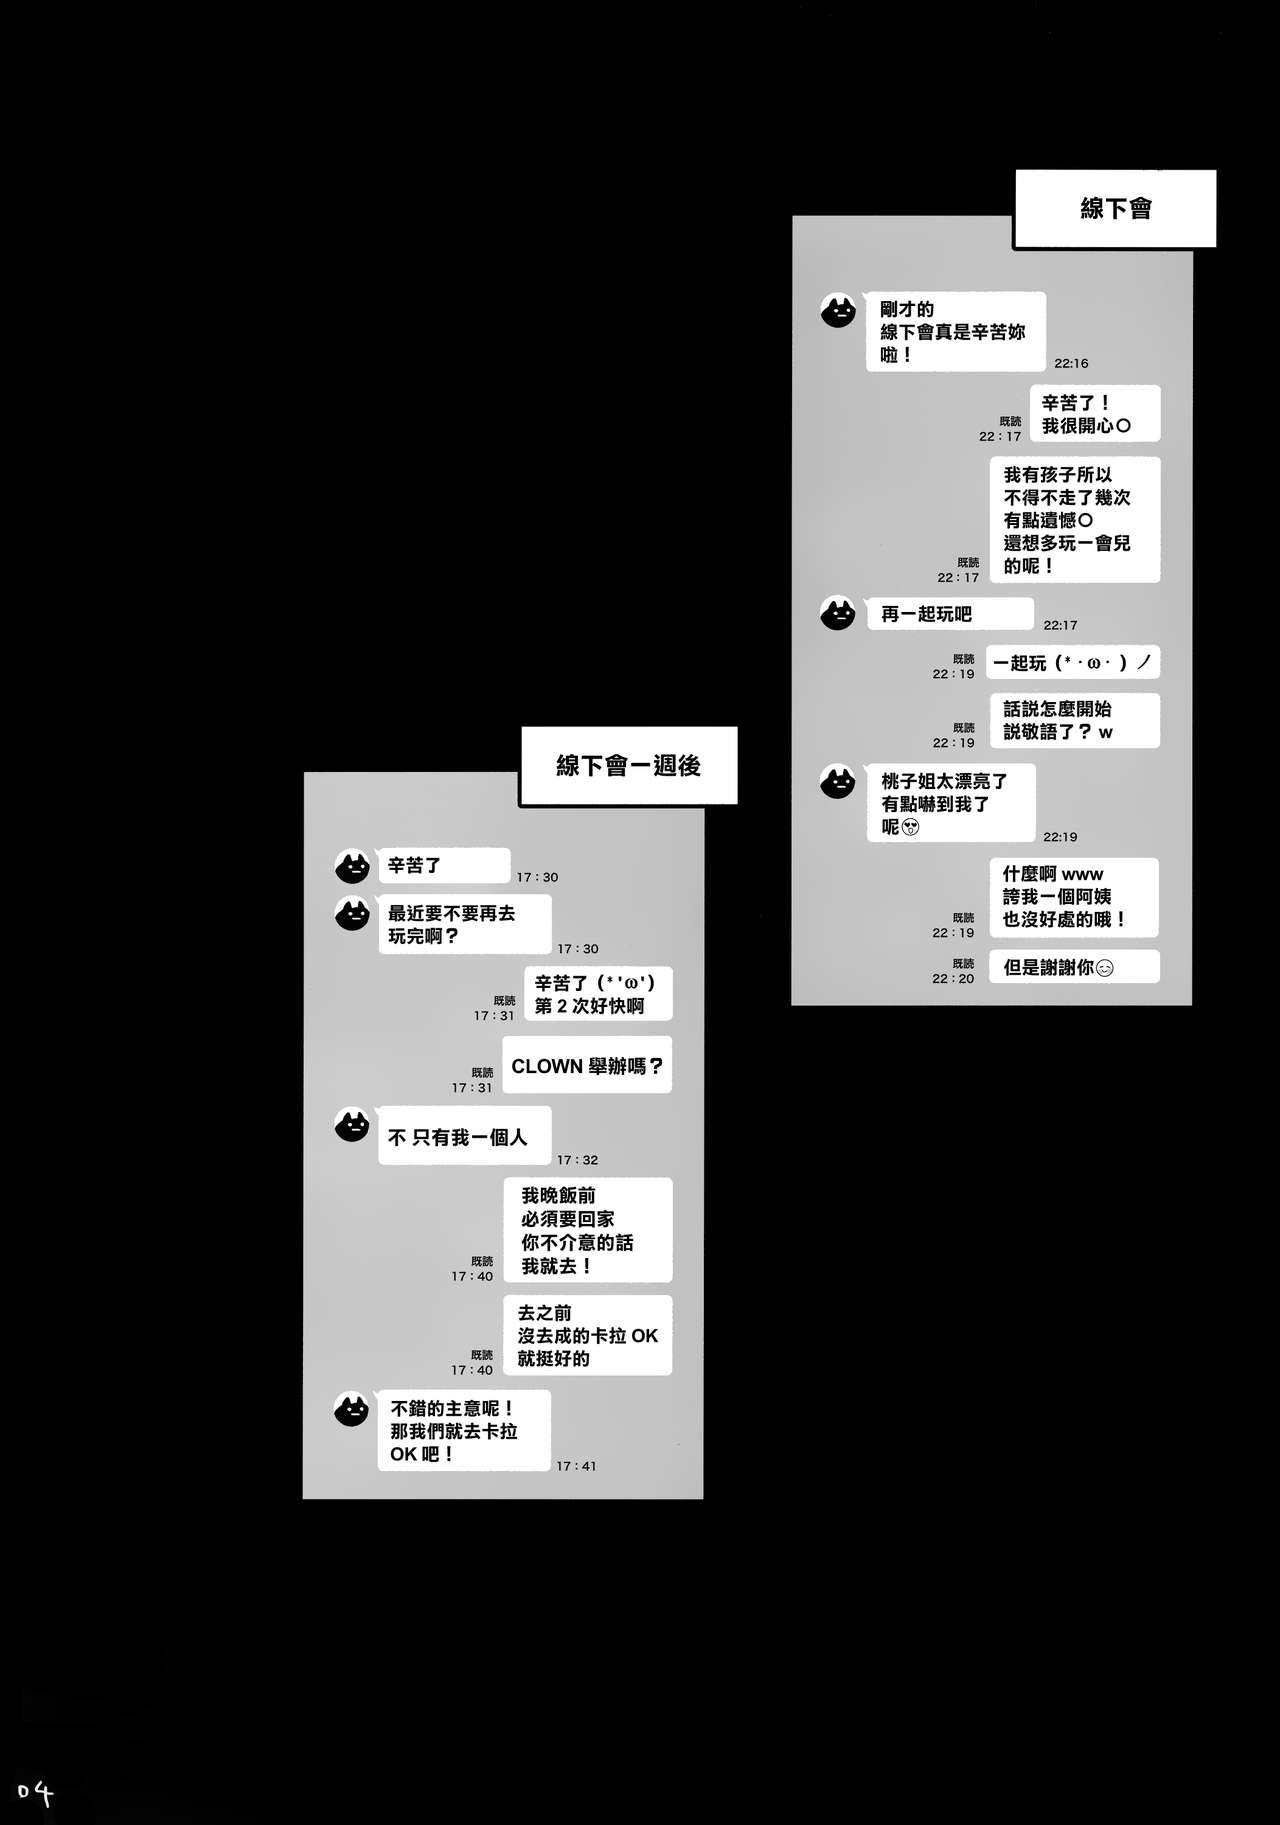 線下會
剛才的
線下會真是辛苦妳
啦！
22:16
辛苦了！
我很開心〇
既読
22：17
我有孩子所以
不得不走了幾次
有點遺憾〇
還想多玩一會兒
的呢！
既読
22：17
再一起玩吧
22:17
一起玩（*・ω・）ノ
既読
22：19
話説怎麼開始
説敬語了？w
既読
22：19
桃子姐太漂亮了
有點嚇到我了
呢😍
22:19
什麼啊 www
誇我一個阿姨
也沒好處的哦！
既読
22：19
但是謝謝你😊
既読
22：20
線下會一週後
辛苦了
17：30
最近要不要再去
玩完啊？
17：30
辛苦了（*'ω'）
第 2 次好快啊
既読
17：31
CLOWN 舉辦嗎？
既読
17：31
不 只有我一個人
17：32
我晚飯前
必須要回家
你不介意的話
我就去！
既読
17：40
去之前
沒去成的卡拉 OK
就挺好的
既読
17：40
不錯的主意呢！
那我們就去卡拉
OK 吧！
17：41
04